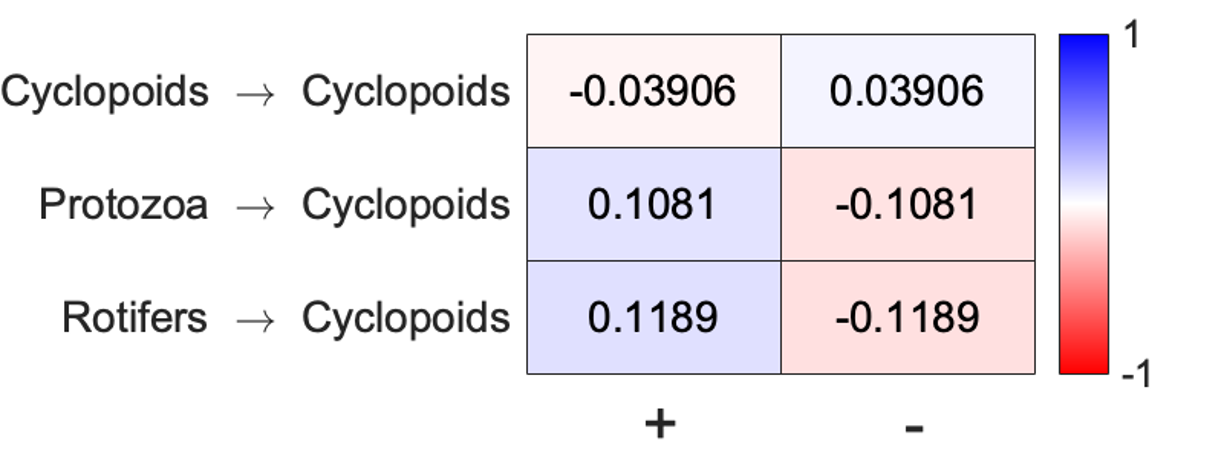 Cyclopoids → Cyclopoids -0.03906 0.03906 1
Protozoa → Cyclopoids 0.1081 -0.1081
Rotifers → Cyclopoids 0.1189 -0.1189
-1
+ -